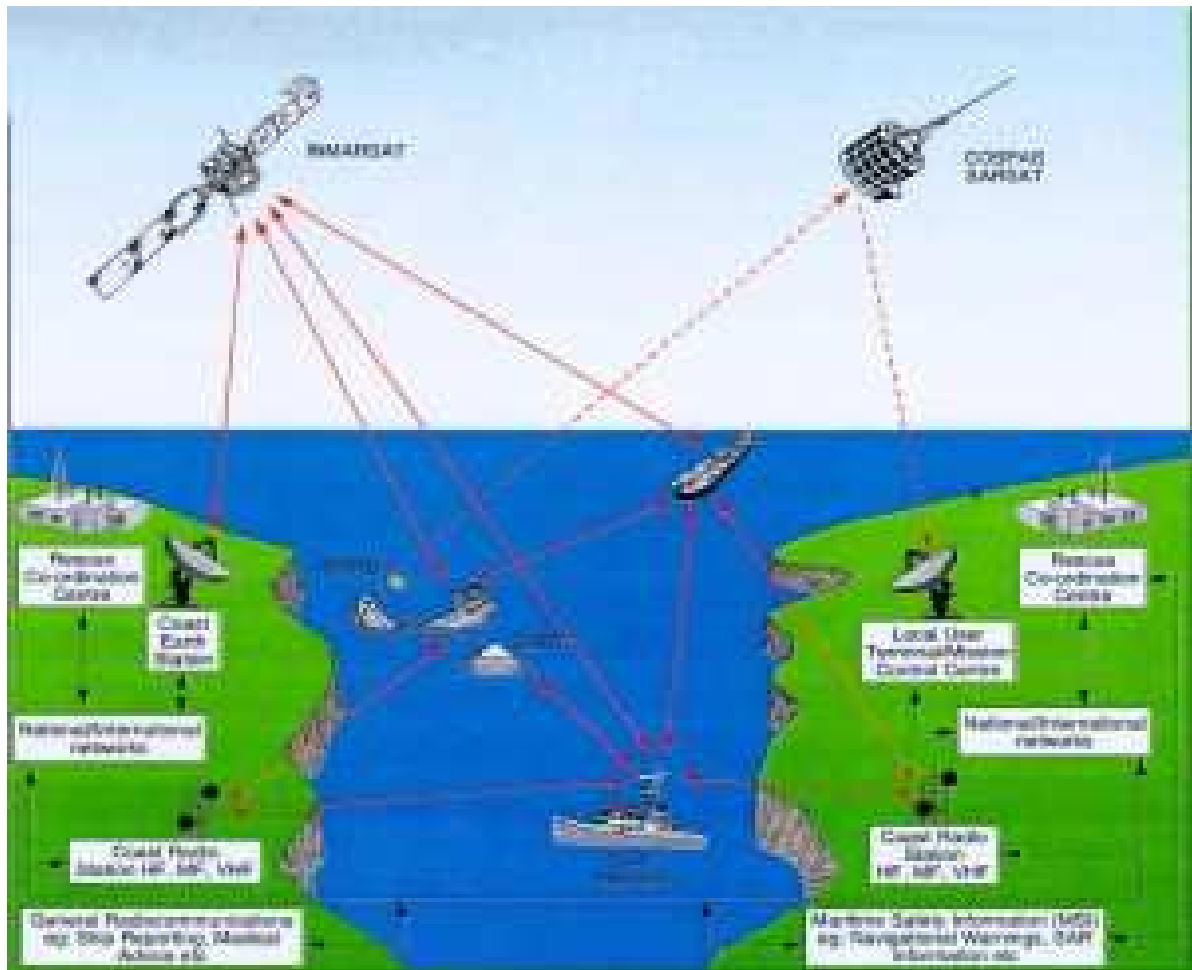 INMARSAT
COSPAS
SARSAT
Rescue
Co-ordination
Centre
Coast
Earth
Station
Rescue
Co-ordination
Centre
Local User
Terminal/Mission
Control Centre
National/International
networks
National/International
networks
Coast Radio
Station HF, MF, VHF
Coast Radio
Station
HF, MF, VHF
General Radiocommunications
eg: Ship Reporting, Medical
Advice etc
Maritime Safety Information (MSI)
eg: Navigational Warnings, SAR
Information etc